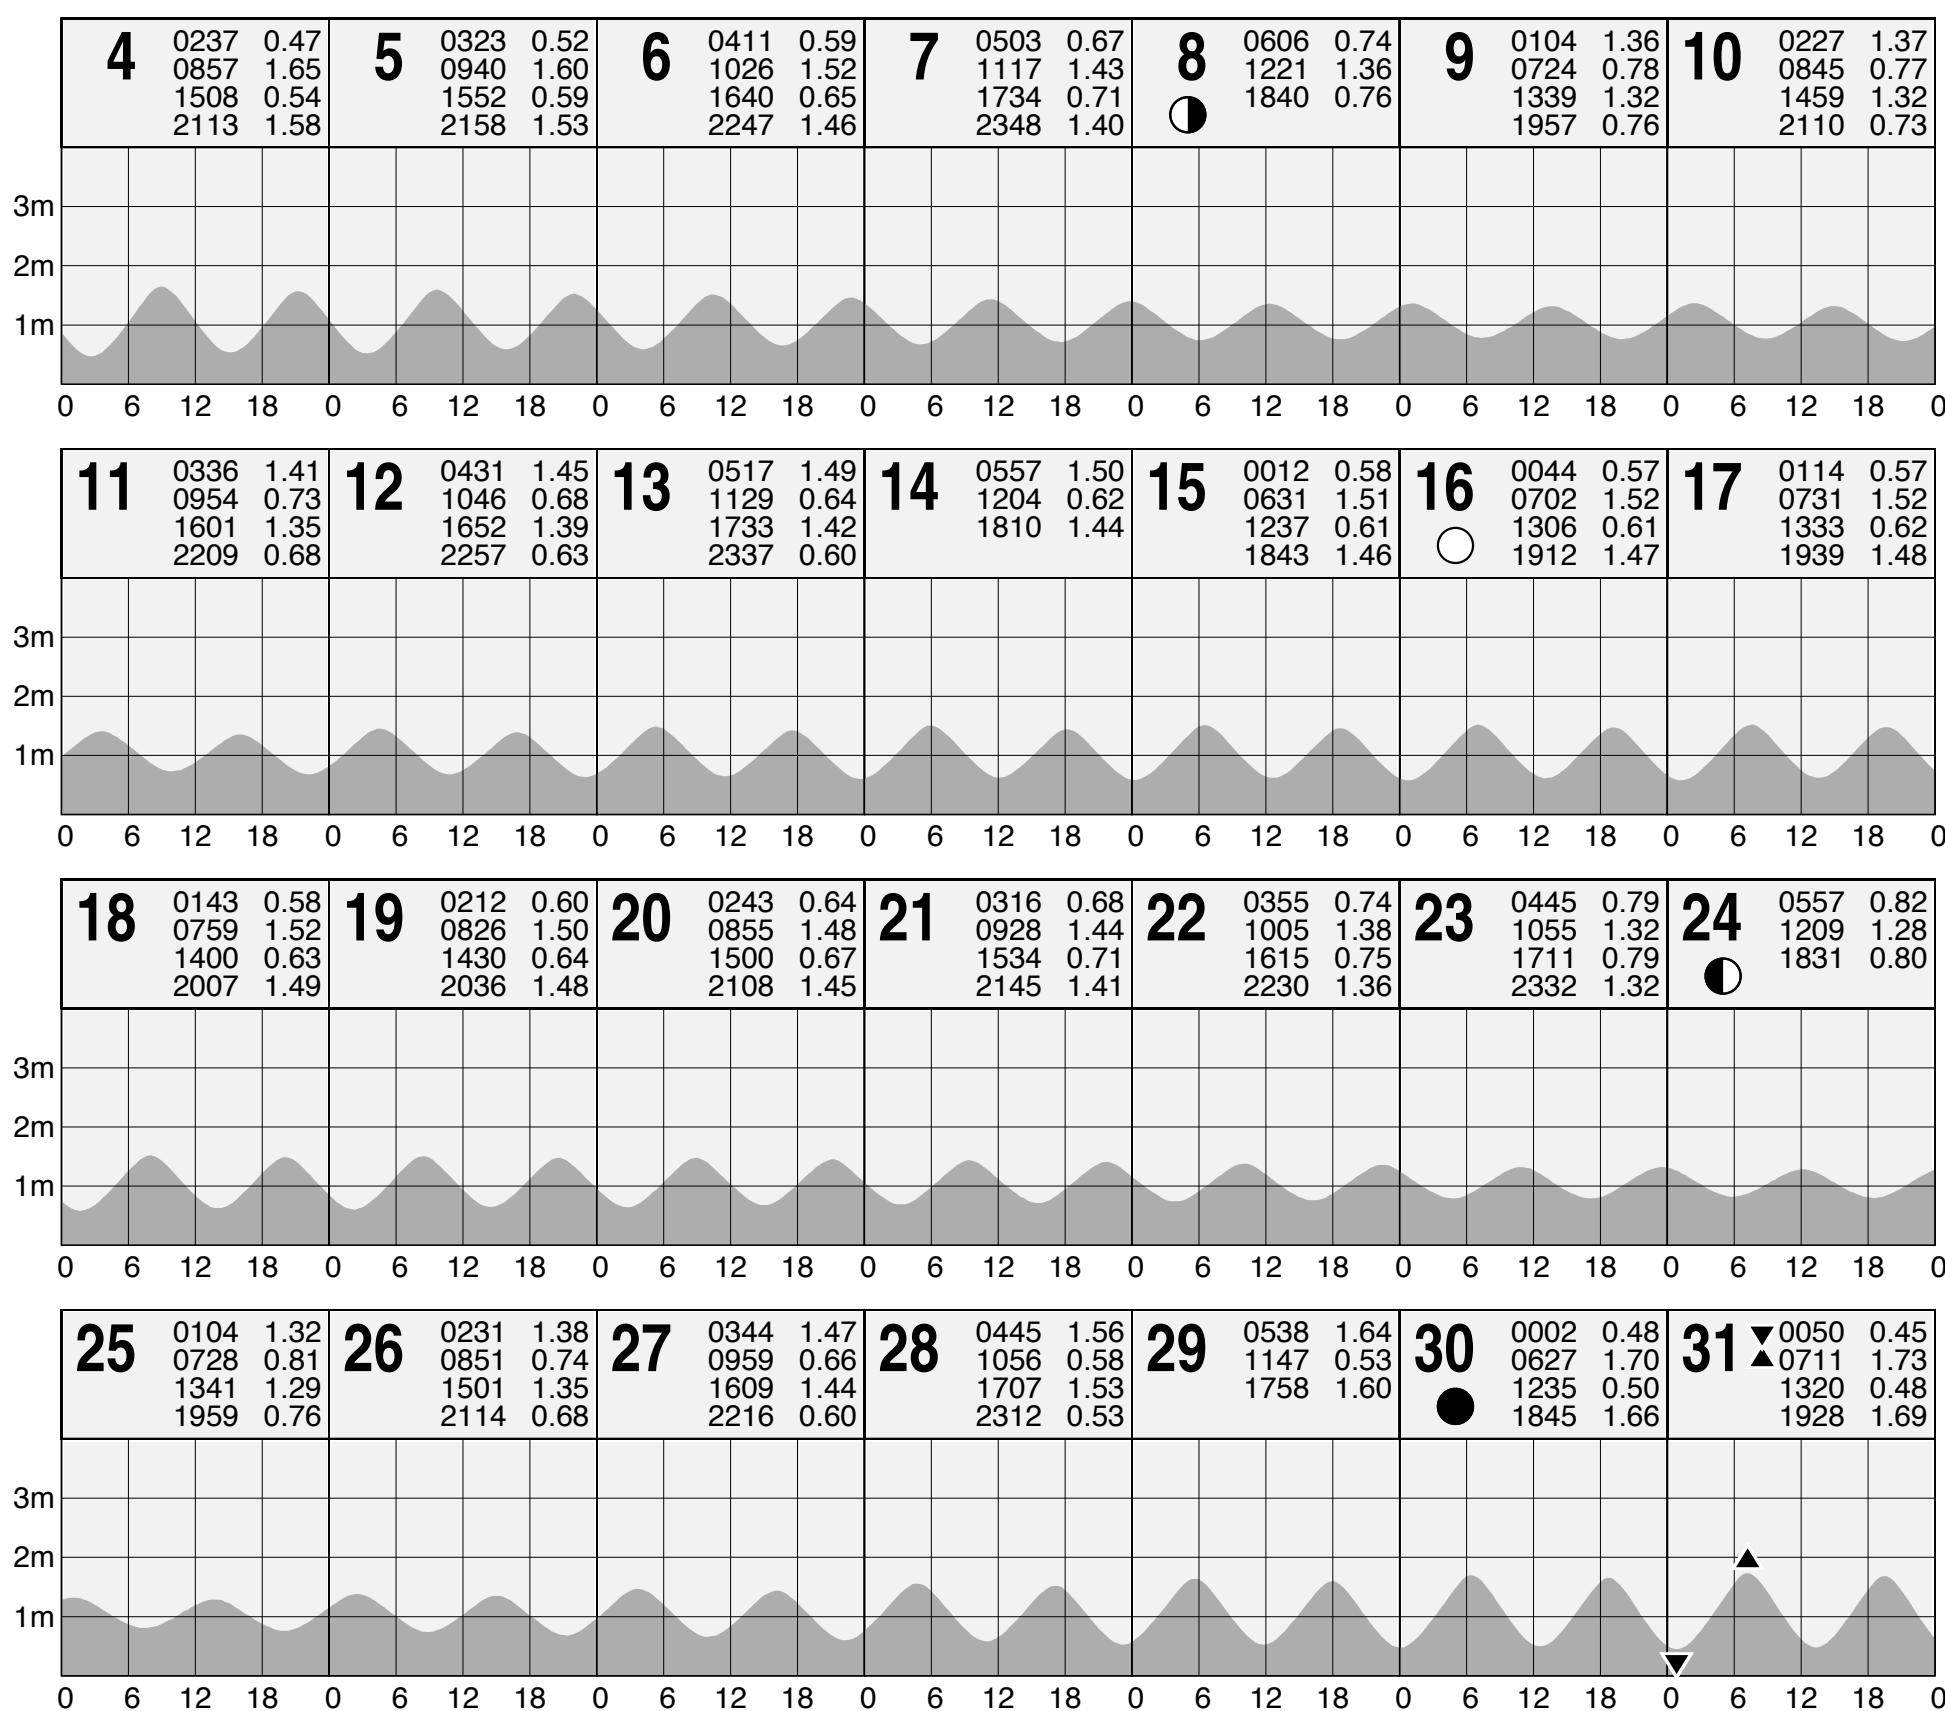 4 0237 0.47 5 0323 0.52 6 0411 0.59 7 0503 0.67 8 0606 0.74 9 0104 1.36 10 0227 1.37
0857 1.65 0940 1.60 1026 1.52 1117 1.43 1221 1.36 0724 0.78 0845 0.77
1508 0.54 1552 0.59 1640 0.65 1734 0.71 1840 0.76 1339 1.32 1459 1.32
2113 1.58 2158 1.53 2247 1.46 2348 1.40 1957 0.76 2110 0.73
3m
2m
1m
0 6 12 18 0 6 12 18 0 6 12 18 0 6 12 18 0 6 12 18 0 6 12 18 0 6 12 18 0
11 0336 1.41 12 0431 1.45 13 0517 1.49 14 0557 1.50 15 0012 0.58 16 0044 0.57 17 0114 0.57
0954 0.73 1046 0.68 1129 0.64 1204 0.62 0631 1.51 0702 1.52 0731 1.52
1601 1.35 1652 1.39 1733 1.42 1810 1.44 1237 0.61 1306 0.61 1333 0.62
2209 0.68 2257 0.63 2337 0.60 1843 1.46 1912 1.47 1939 1.48
3m
2m
1m
0 6 12 18 0 6 12 18 0 6 12 18 0 6 12 18 0 6 12 18 0 6 12 18 0 6 12 18 0
18 0143 0.58 19 0212 0.60 20 0243 0.64 21 0316 0.68 22 0355 0.74 23 0445 0.79 24 0557 0.82
0759 1.52 0826 1.50 0855 1.48 0928 1.44 1005 1.38 1055 1.32 1209 1.28
1400 0.63 1430 0.64 1500 0.67 1534 0.71 1615 0.75 1711 0.79 1831 0.80
2007 1.49 2036 1.48 2108 1.45 2145 1.41 2230 1.36 2332 1.32
3m
2m
1m
0 6 12 18 0 6 12 18 0 6 12 18 0 6 12 18 0 6 12 18 0 6 12 18 0 6 12 18 0
25 0104 1.32 26 0231 1.38 27 0344 1.47 28 0445 1.56 29 0538 1.64 30 0002 0.48 31 0050 0.45
0728 0.81 0851 0.74 0959 0.66 1056 0.58 1147 0.53 0627 1.70 0711 1.73
1341 1.29 1501 1.35 1609 1.44 1707 1.53 1758 1.60 1235 0.50 1320 0.48
1959 0.76 2114 0.68 2216 0.60 2312 0.53 1845 1.66 1928 1.69
3m
2m
1m
0 6 12 18 0 6 12 18 0 6 12 18 0 6 12 18 0 6 12 18 0 6 12 18 0 6 12 18 0